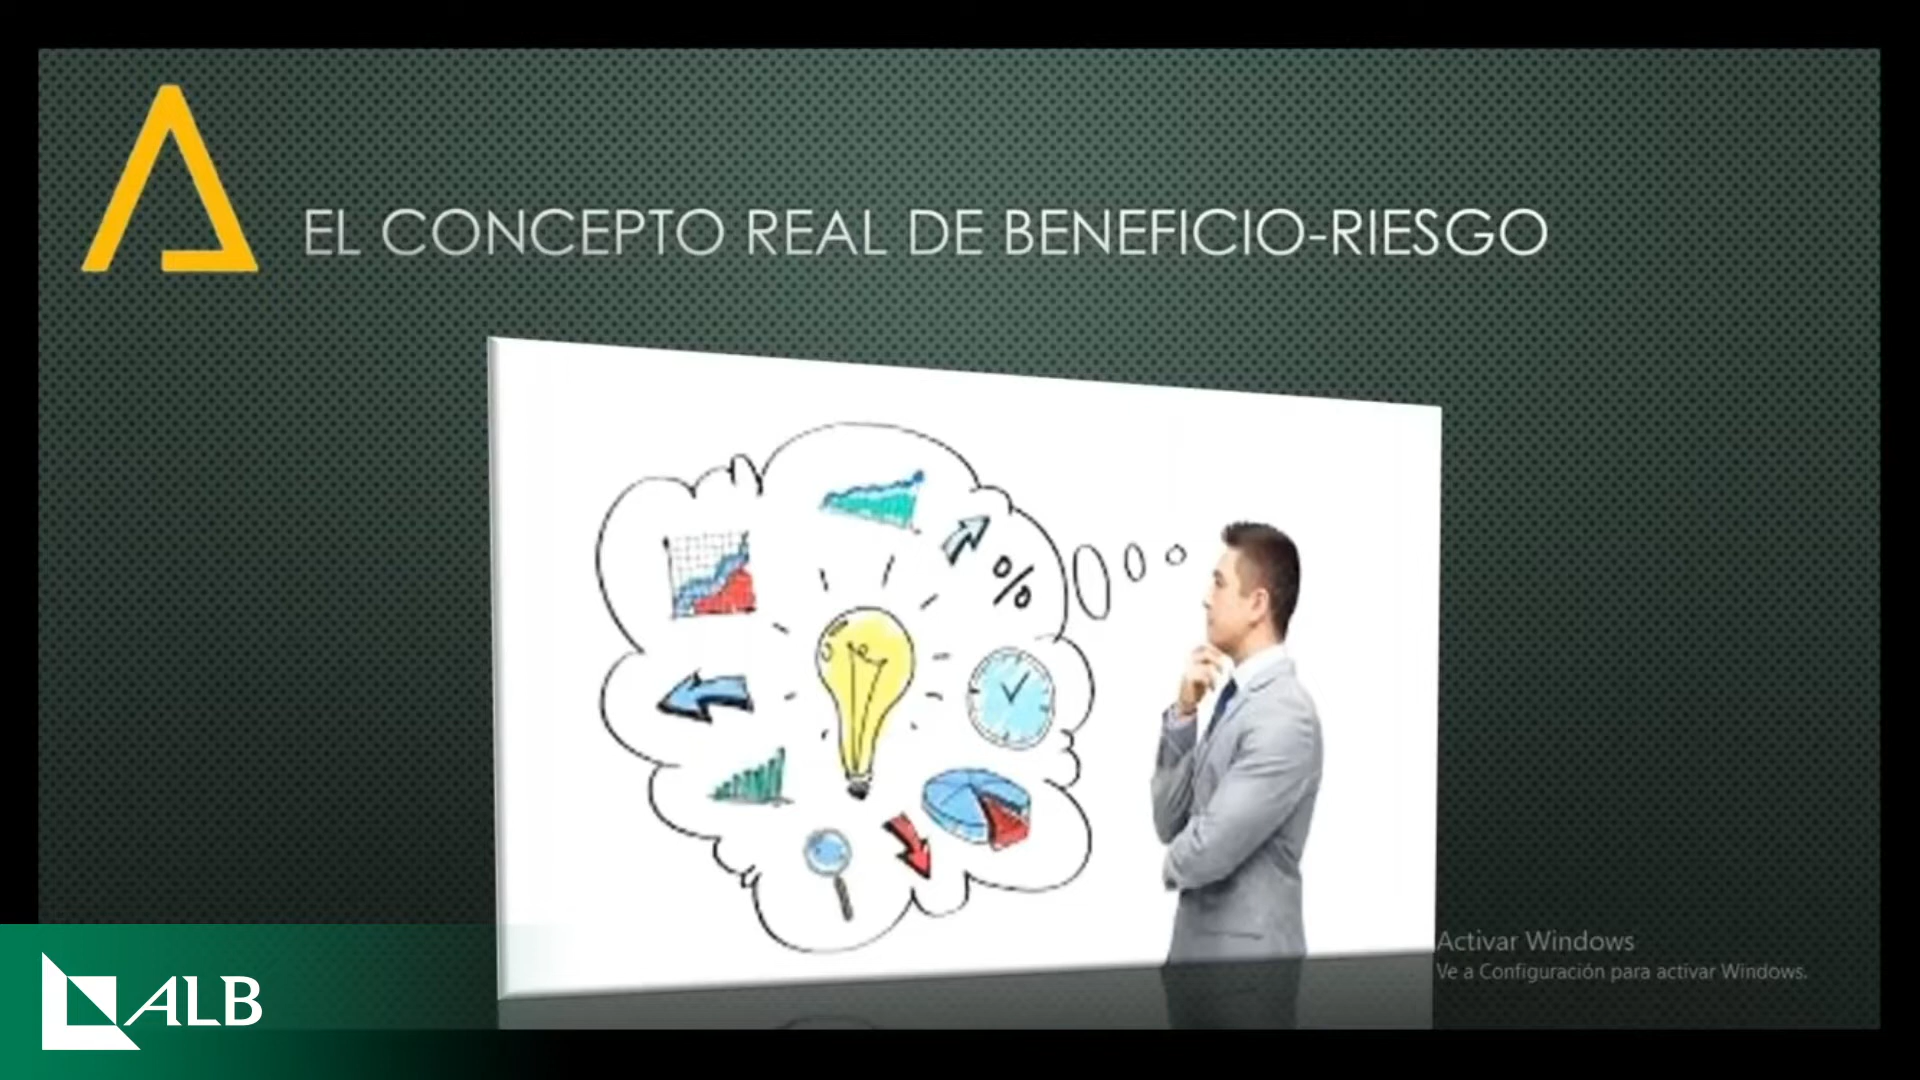 EL CONCEPTO REAL DE BENEFICIO-RIESGO
%
Activar Windows
Ve a Configuración para activar Windows.
ALB